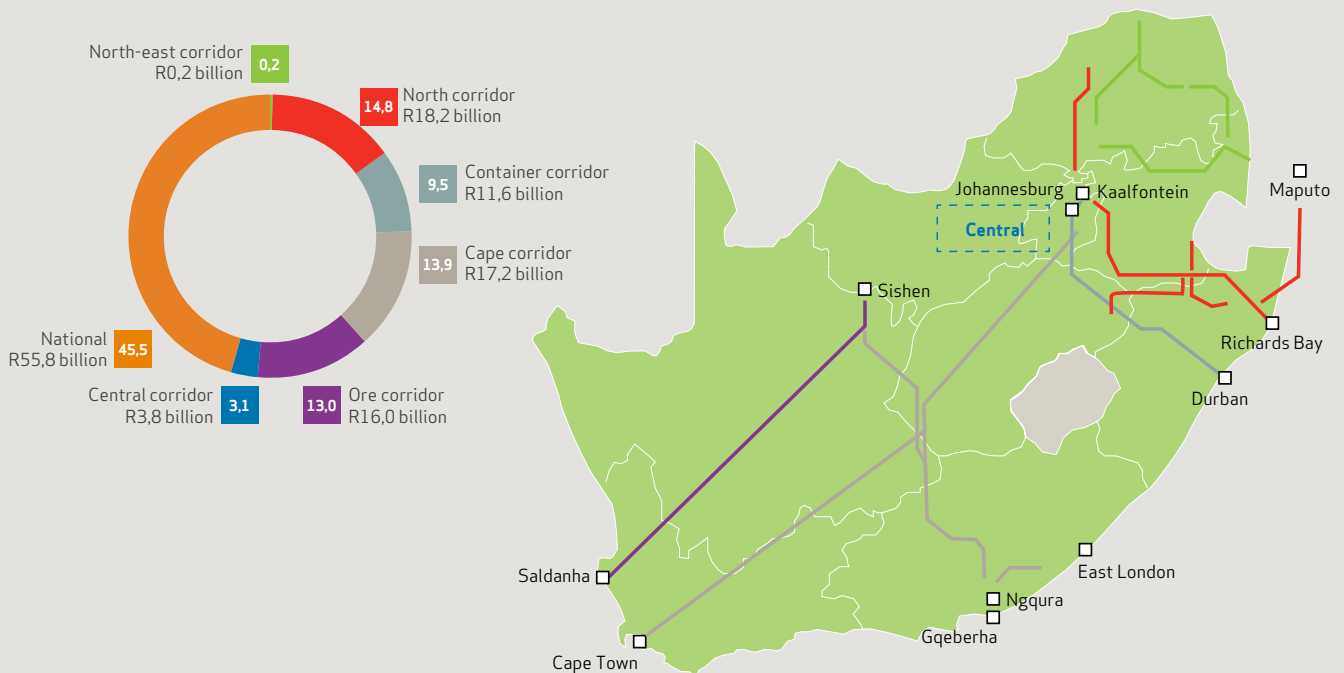 North-east corridor
R0,2 billion
0,2
14,8
North corridor
R18,2 billion
9,5
Container corridor
R11,6 billion
13,9
Cape corridor
R17,2 billion
National
R55,8 billion
45,5
Central corridor
R3,8 billion
3,1
13,0
Ore corridor
R16,0 billion
Johannesburg
Kaalfontein
Maputo
Central
Sishen
Richards Bay
Durban
Saldanha
East London
Ngqura
Gqeberha
Cape Town